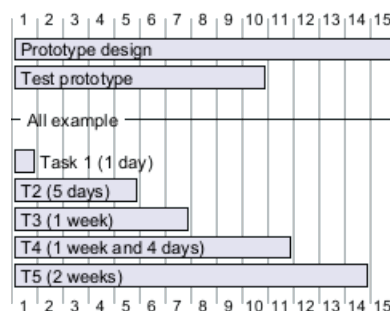 1 2 3 4 5 6 7 8 9 10 11 12 13 14 15
Prototype design
Test prototype
All example
Task 1 (1 day)
T2 (5 days)
T3 (1 week)
T4 (1 week and 4 days)
T5 (2 weeks)
1 2 3 4 5 6 7 8 9 10 11 12 13 14 15